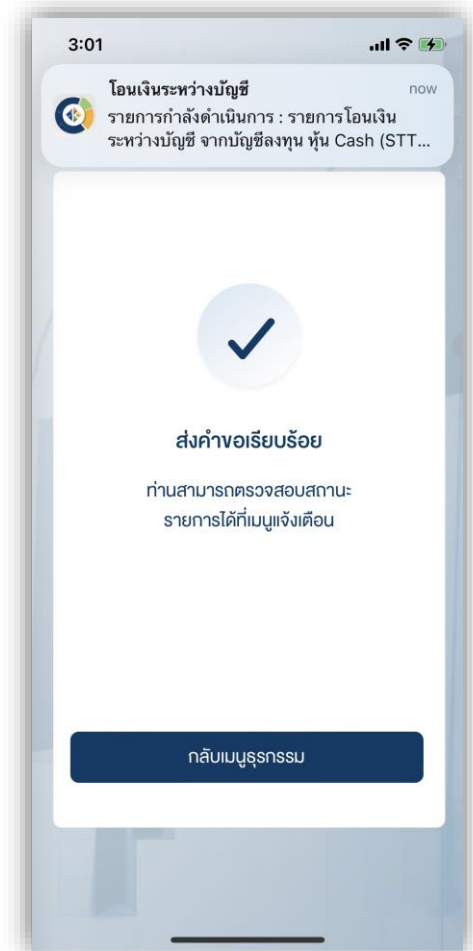 3:01
โอนเงินระหว่างบัญชี
now
รายการกำลังดำเนินการ : รายการโอนเงิน
ระหว่างบัญชี จากบัญชีลงทุน หุ้น Cash (STT...
ส่งคำขอเรียบร้อย
ท่านสามารถตรวจสอบสถานะ
รายการได้ที่เมนูแจ้งเตือน
กลับเมนูธุรกรรม